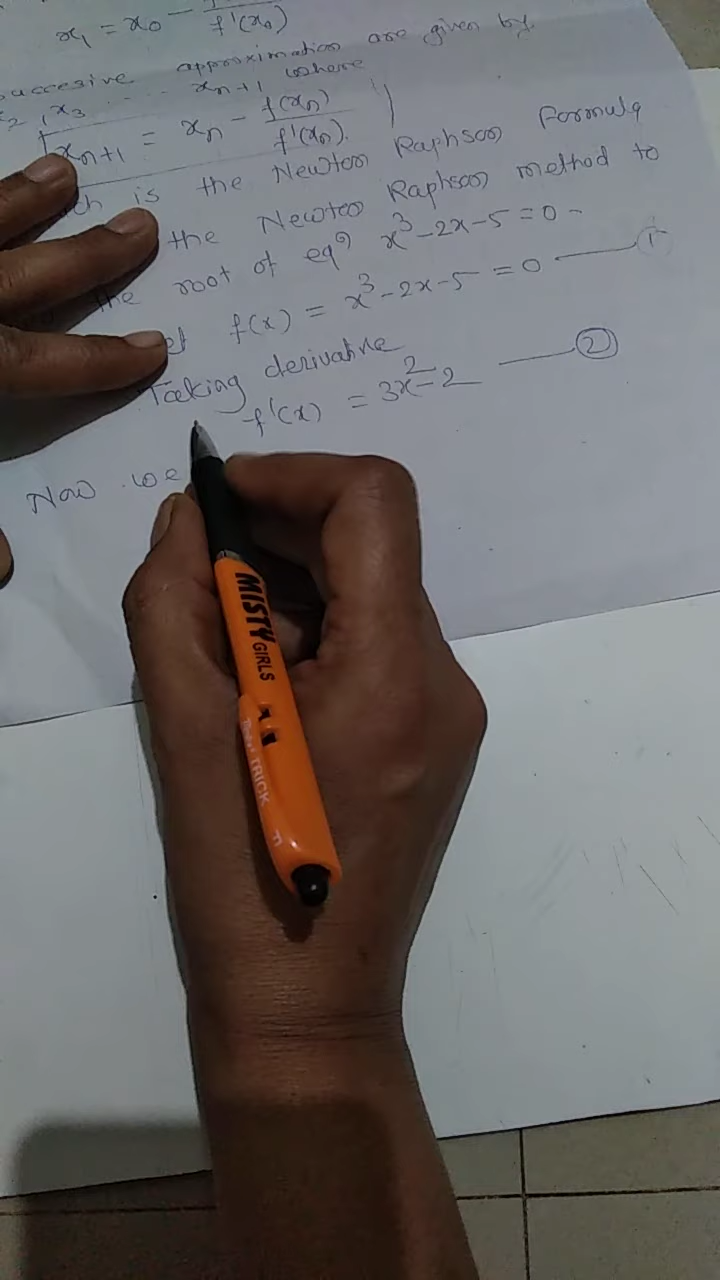 x₁ = x₀ - f'(x₀)
approximation are given by
x₃ ... xₙ₊₁ where
xₙ₊₁ = xₙ - f(xₙ)/f'(xₙ).
is the Newton Raphson Formula
the Newton Raphson method to
the root of eqⁿ x³-2x-5=0-
f(x) = x³-2x-5 = 0 — (1)
Taking derivative
f'(x) = 3x²-2 — (2)
Now we
MISTY GIRLS
TRICK